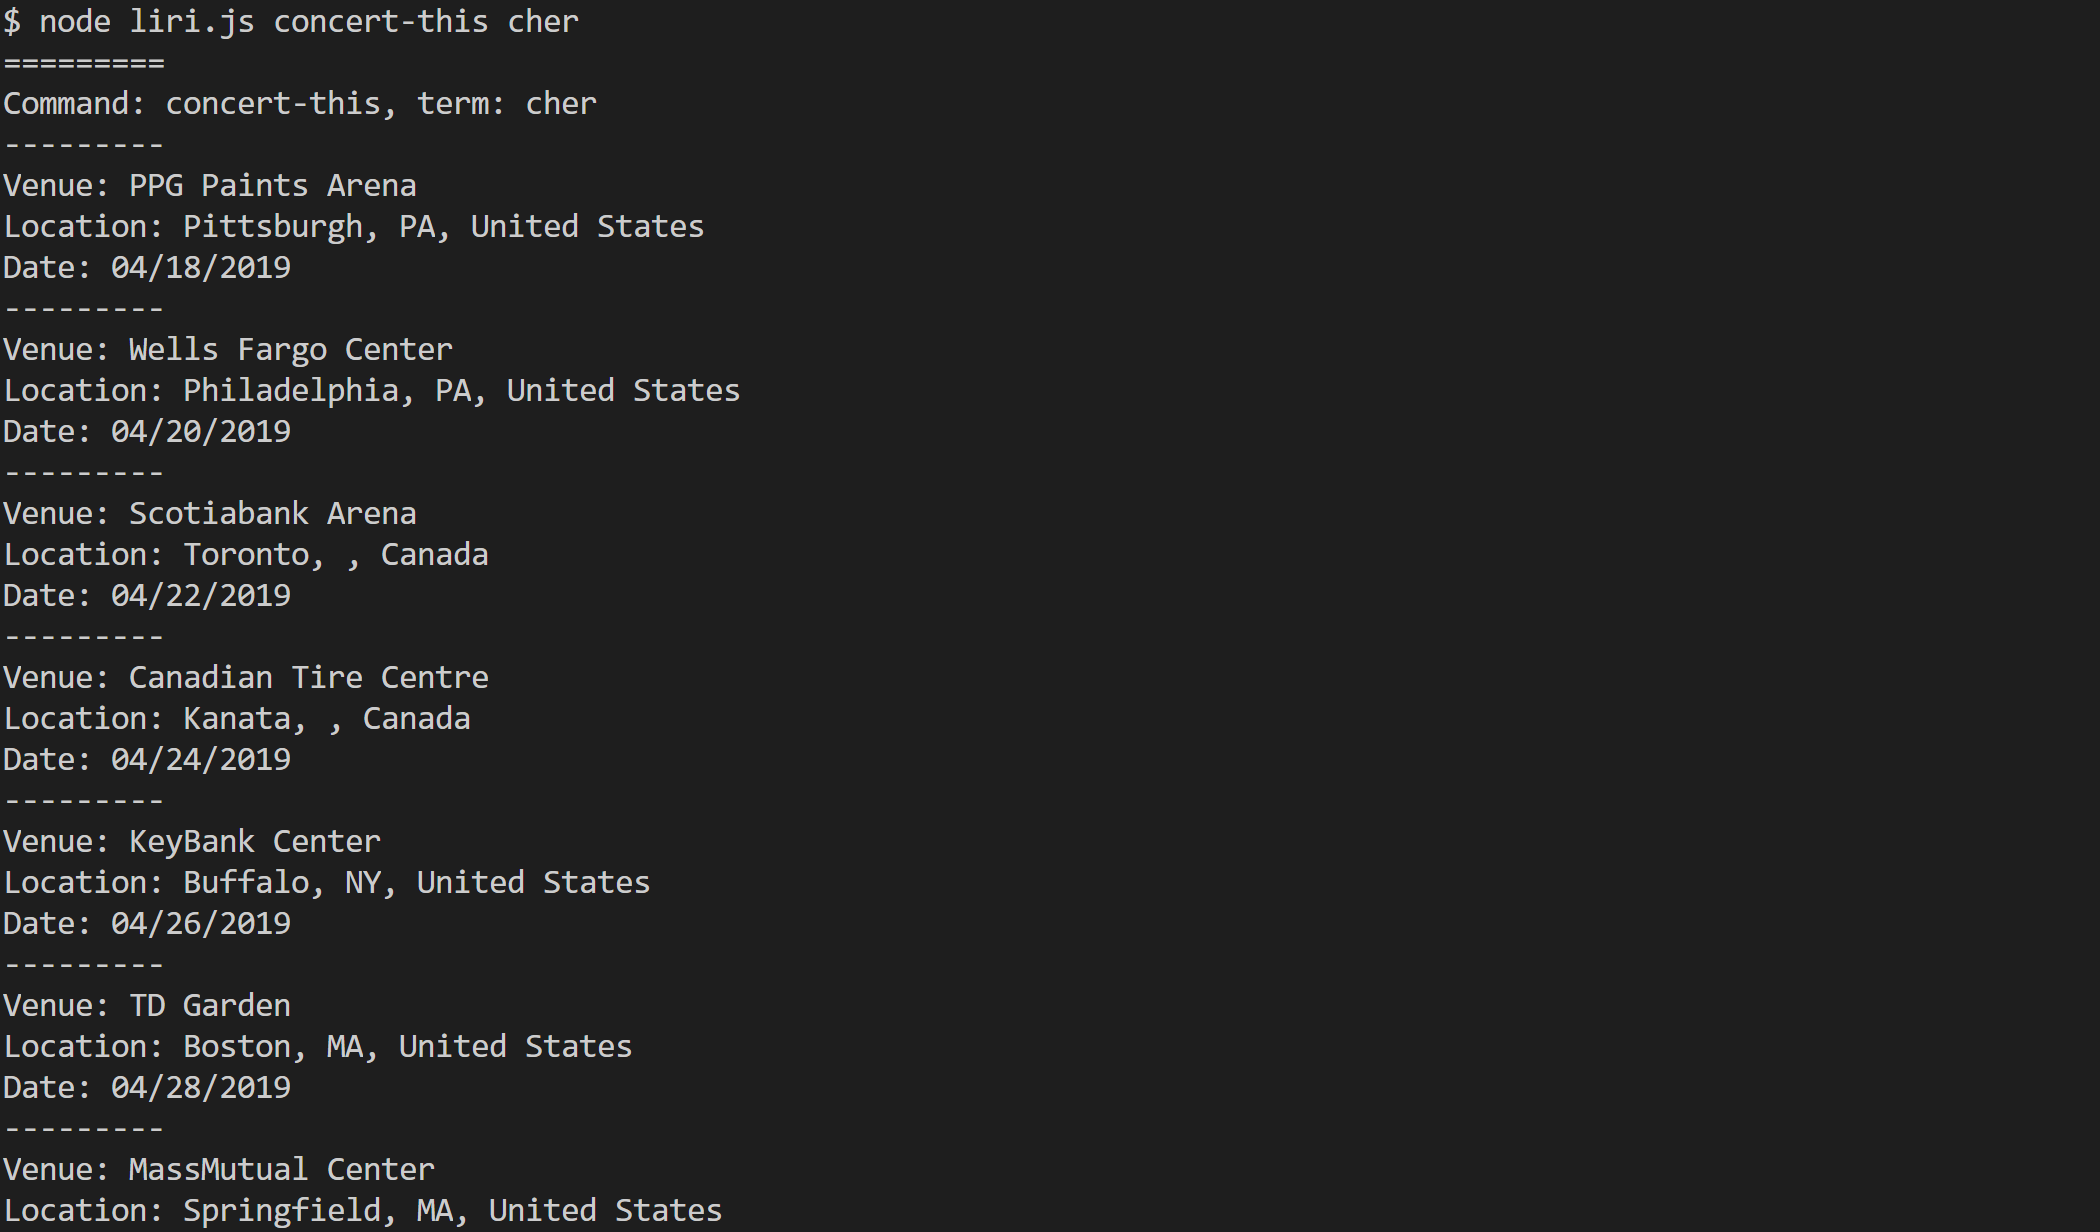 $ node liri.js concert-this cher
=========
Command: concert-this, term: cher
---------
Venue: PPG Paints Arena
Location: Pittsburgh, PA, United States
Date: 04/18/2019
---------
Venue: Wells Fargo Center
Location: Philadelphia, PA, United States
Date: 04/20/2019
---------
Venue: Scotiabank Arena
Location: Toronto, , Canada
Date: 04/22/2019
---------
Venue: Canadian Tire Centre
Location: Kanata, , Canada
Date: 04/24/2019
---------
Venue: KeyBank Center
Location: Buffalo, NY, United States
Date: 04/26/2019
---------
Venue: TD Garden
Location: Boston, MA, United States
Date: 04/28/2019
---------
Venue: MassMutual Center
Location: Springfield, MA, United States